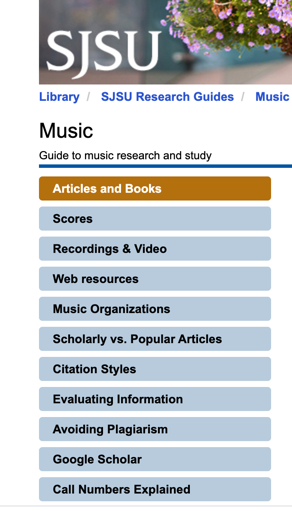 SJSU
Library / SJSU Research Guides / Music
Music
Guide to music research and study
Articles and Books
Scores
Recordings & Video
Web resources
Music Organizations
Scholarly vs. Popular Articles
Citation Styles
Evaluating Information
Avoiding Plagiarism
Google Scholar
Call Numbers Explained